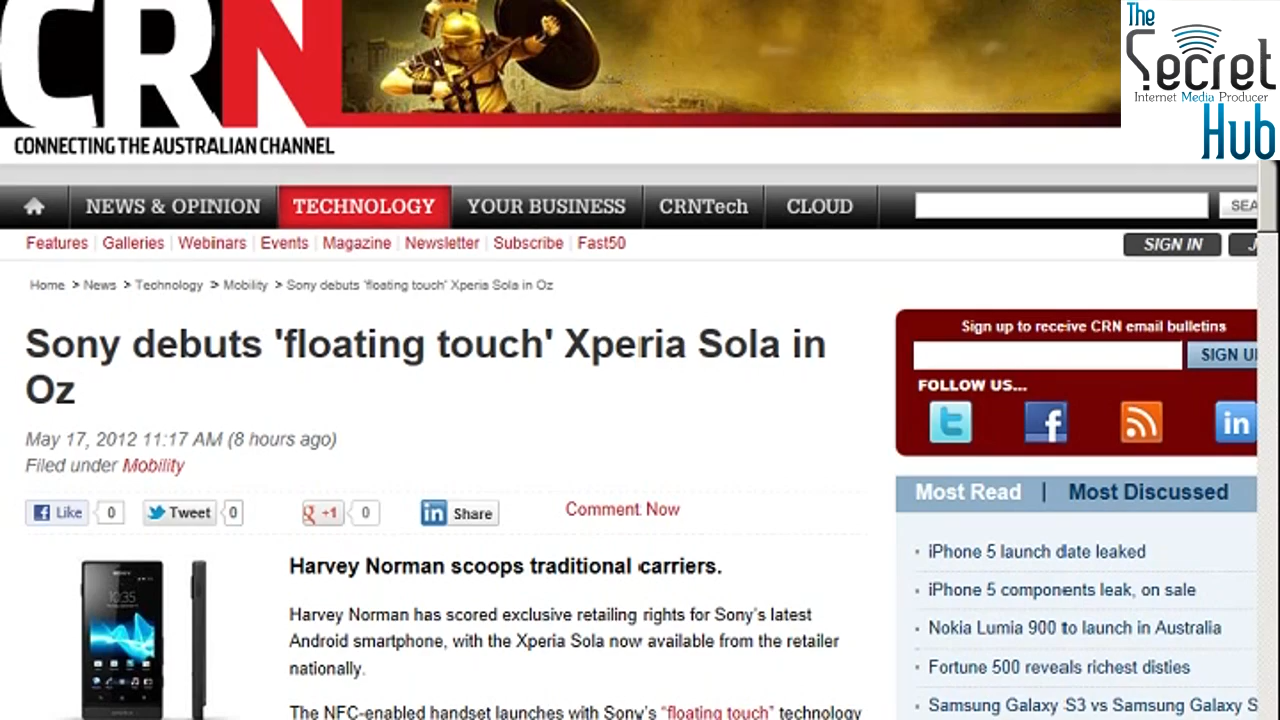 CRN
CONNECTING THE AUSTRALIAN CHANNEL
The
Secret
Internet Media Producer
Hub
NEWS & OPINION TECHNOLOGY YOUR BUSINESS CRNTech CLOUD SEA
Features Galleries Webinars Events Magazine Newsletter Subscribe Fast50
SIGN IN
Home > News > Technology > Mobility > Sony debuts 'floating touch' Xperia Sola in Oz
Sony debuts 'floating touch' Xperia Sola in
Oz
May 17, 2012 11:17 AM (8 hours ago)
Filed under Mobility
Like 0 Tweet 0 +1 0 Share Comment Now
Harvey Norman scoops traditional carriers.
Harvey Norman has scored exclusive retailing rights for Sony's latest
Android smartphone, with the Xperia Sola now available from the retailer
nationally.
The NFC-enabled handset launches with Sony's "floating touch" technology
SONY
10:35
Sign up to receive CRN email bulletins
SIGN U
FOLLOW US...
Most Read | Most Discussed
iPhone 5 launch date leaked
iPhone 5 components leak, on sale
Nokia Lumia 900 to launch in Australia
Fortune 500 reveals richest disties
Samsung Galaxy S3 vs Samsung Galaxy S